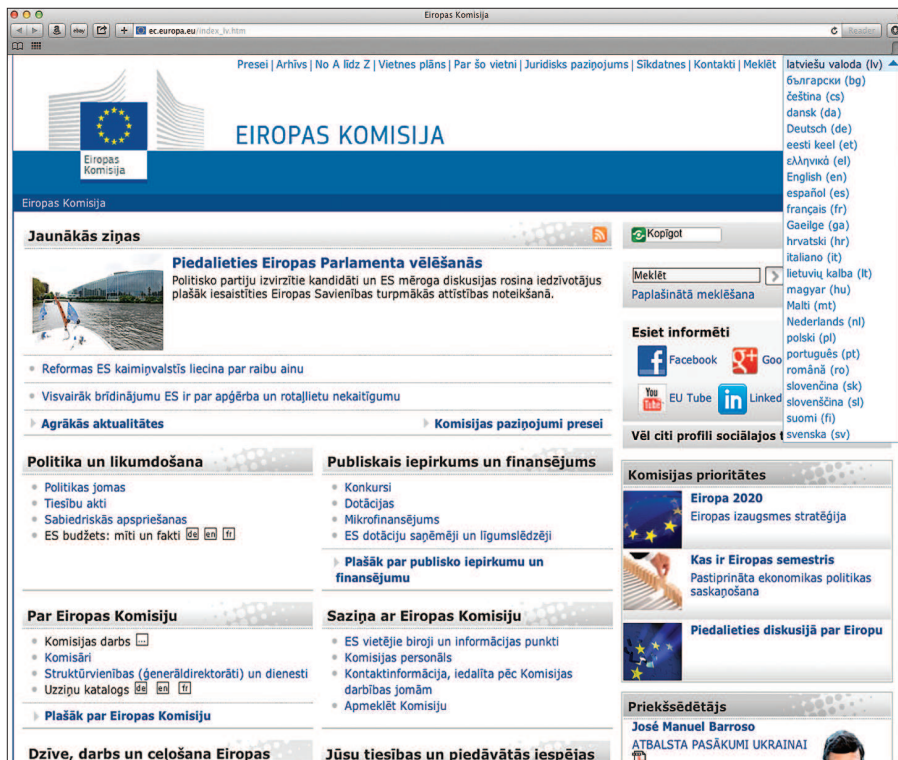 Eiropas Komisija
ebay
ec.europa.eu/index_lv.htm
Reader
Presei | Arhīvs | No A līdz Z | Vietnes plāns | Par šo vietni | Juridisks paziņojums | Sīkdatnes | Kontakti | Meklēt
latviešu valoda (lv)
български (bg)
čeština (cs)
dansk (da)
Deutsch (de)
eesti keel (et)
ελληνικά (el)
English (en)
español (es)
français (fr)
Gaeilge (ga)
hrvatski (hr)
italiano (it)
lietuvių kalba (lt)
magyar (hu)
Malti (mt)
Nederlands (nl)
polski (pl)
português (pt)
română (ro)
slovenčina (sk)
slovenščina (sl)
suomi (fi)
svenska (sv)
EIROPAS KOMISIJA
Eiropas
Komisija
Eiropas Komisija
Jaunākās ziņas
Piedalieties Eiropas Parlamenta vēlēšanās
Politisko partiju izvirzītie kandidāti un ES mēroga diskusijas rosina iedzīvotājus
plašāk iesaistīties Eiropas Savienības turpmākās attīstības noteikšanā.
Reformas ES kaimiņvalstīs liecina par raibu ainu
Visvairāk brīdinājumu ES ir par apģērba un rotaļlietu nekaitīgumu
Agrākās aktualitātes
Komisijas paziņojumi presei
Politika un likumdošana
Politikas jomas
Tiesību akti
Sabiedriskās apspriešanas
ES budžets: mīti un fakti de en fr
Publiskais iepirkums un finansējums
Konkursi
Dotācijas
Mikrofinansējums
ES dotāciju saņēmēji un līgumslēdzēji
Plašāk par publisko iepirkumu un
finansējumu
Par Eiropas Komisiju
Komisijas darbs ...
Komisāri
Struktūrvienības (ģenerāldirektorāti) un dienesti
Uzziņu katalogs de en fr
Plašāk par Eiropas Komisiju
Saziņa ar Eiropas Komisiju
ES vietējie biroji un informācijas punkti
Komisijas personāls
Kontaktinformācija, iedalīta pēc Komisijas
darbības jomām
Apmeklēt Komisiju
Dzīve, darbs un ceļošana Eiropas
Jūsu tiesības un piedāvātās iespējas
Kopīgot
Meklēt
Paplašinātā meklēšana
Esiet informēti
Facebook
Goo
You Tube
EU Tube
in
Linked
Vēl citi profili sociālajos t
Komisijas prioritātes
Eiropa 2020
Eiropas izaugsmes stratēģija
Kas ir Eiropas semestris
Pastiprināta ekonomikas politikas
saskaņošana
Piedalieties diskusijā par Eiropu
Priekšsēdētājs
José Manuel Barroso
ATBALSTA PASĀKUMI UKRAINAI